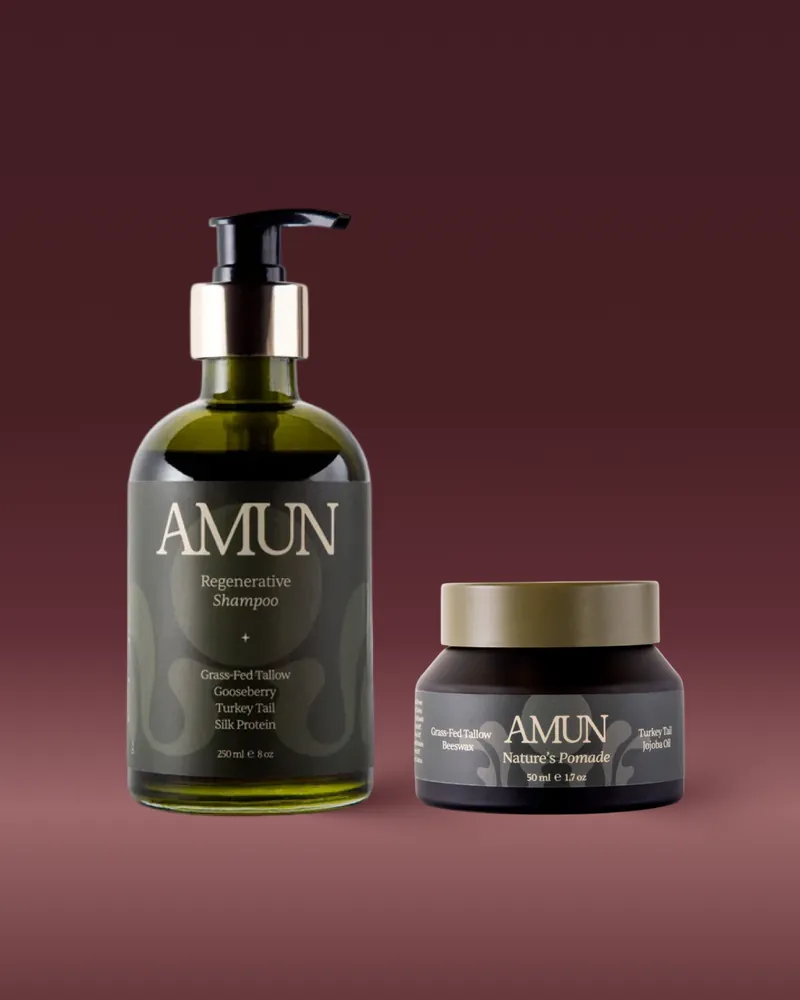 AMUN
Regenerative
Shampoo
Grass-Fed Tallow
Gooseberry
Turkey Tail
Silk Protein
250 ml ℮ 8 oz
Grass-Fed Tallow
Beeswax
AMUN
Nature's Pomade
50 ml ℮ 1.7 oz
Turkey Tail
Jojoba Oil